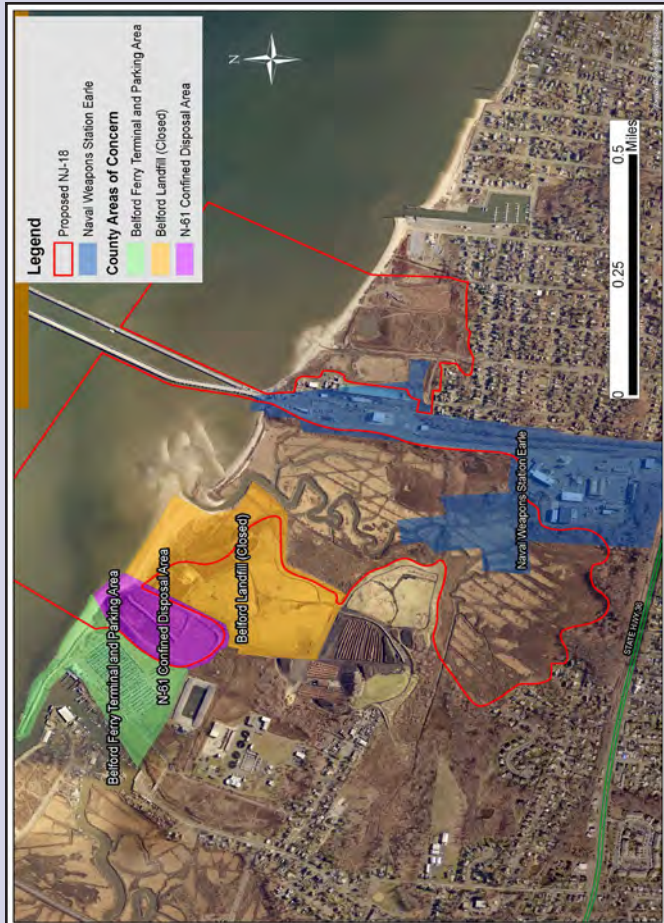 Legend
Proposed NJ-18
Naval Weapons Station Earle
County Areas of Concern
Belford Ferry Terminal and Parking Area
Belford Landfill (Closed)
N-61 Confined Disposal Area
N
Belford Ferry Terminal and Parking Area
N-61 Confined Disposal Area
Belford Landfill (Closed)
Naval Weapons Station Earle
STATE HWY 36
0 0.25 0.5
Miles